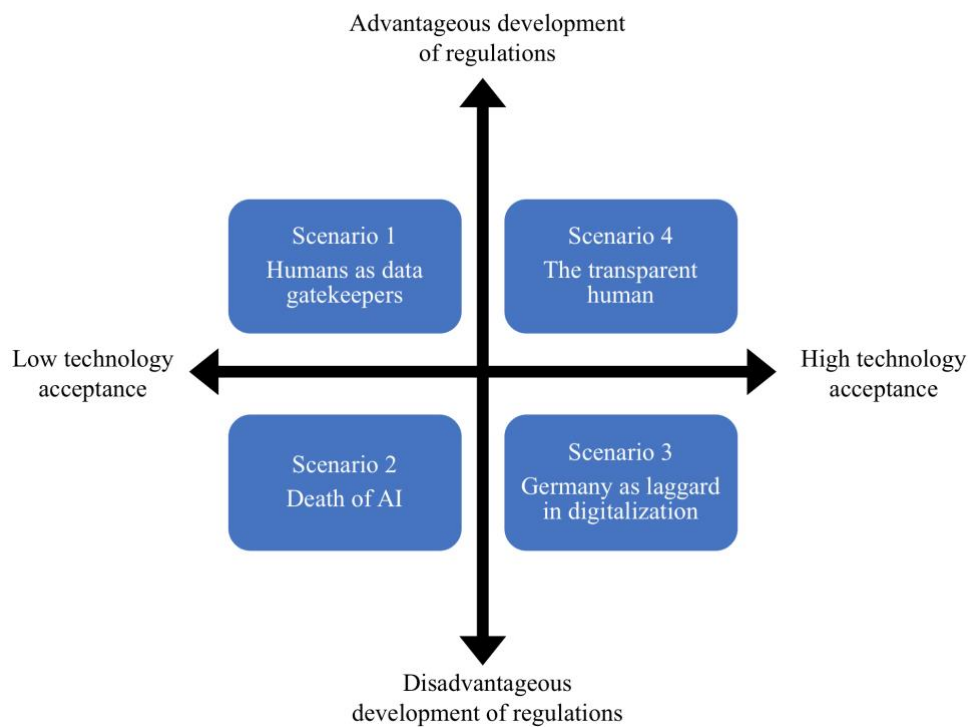 Advantageous development
of regulations
Scenario 1
Humans as data
gatekeepers
Scenario 4
The transparent
human
Low technology
acceptance
High technology
acceptance
Scenario 2
Death of AI
Scenario 3
Germany as laggard
in digitalization
Disadvantageous
development of regulations